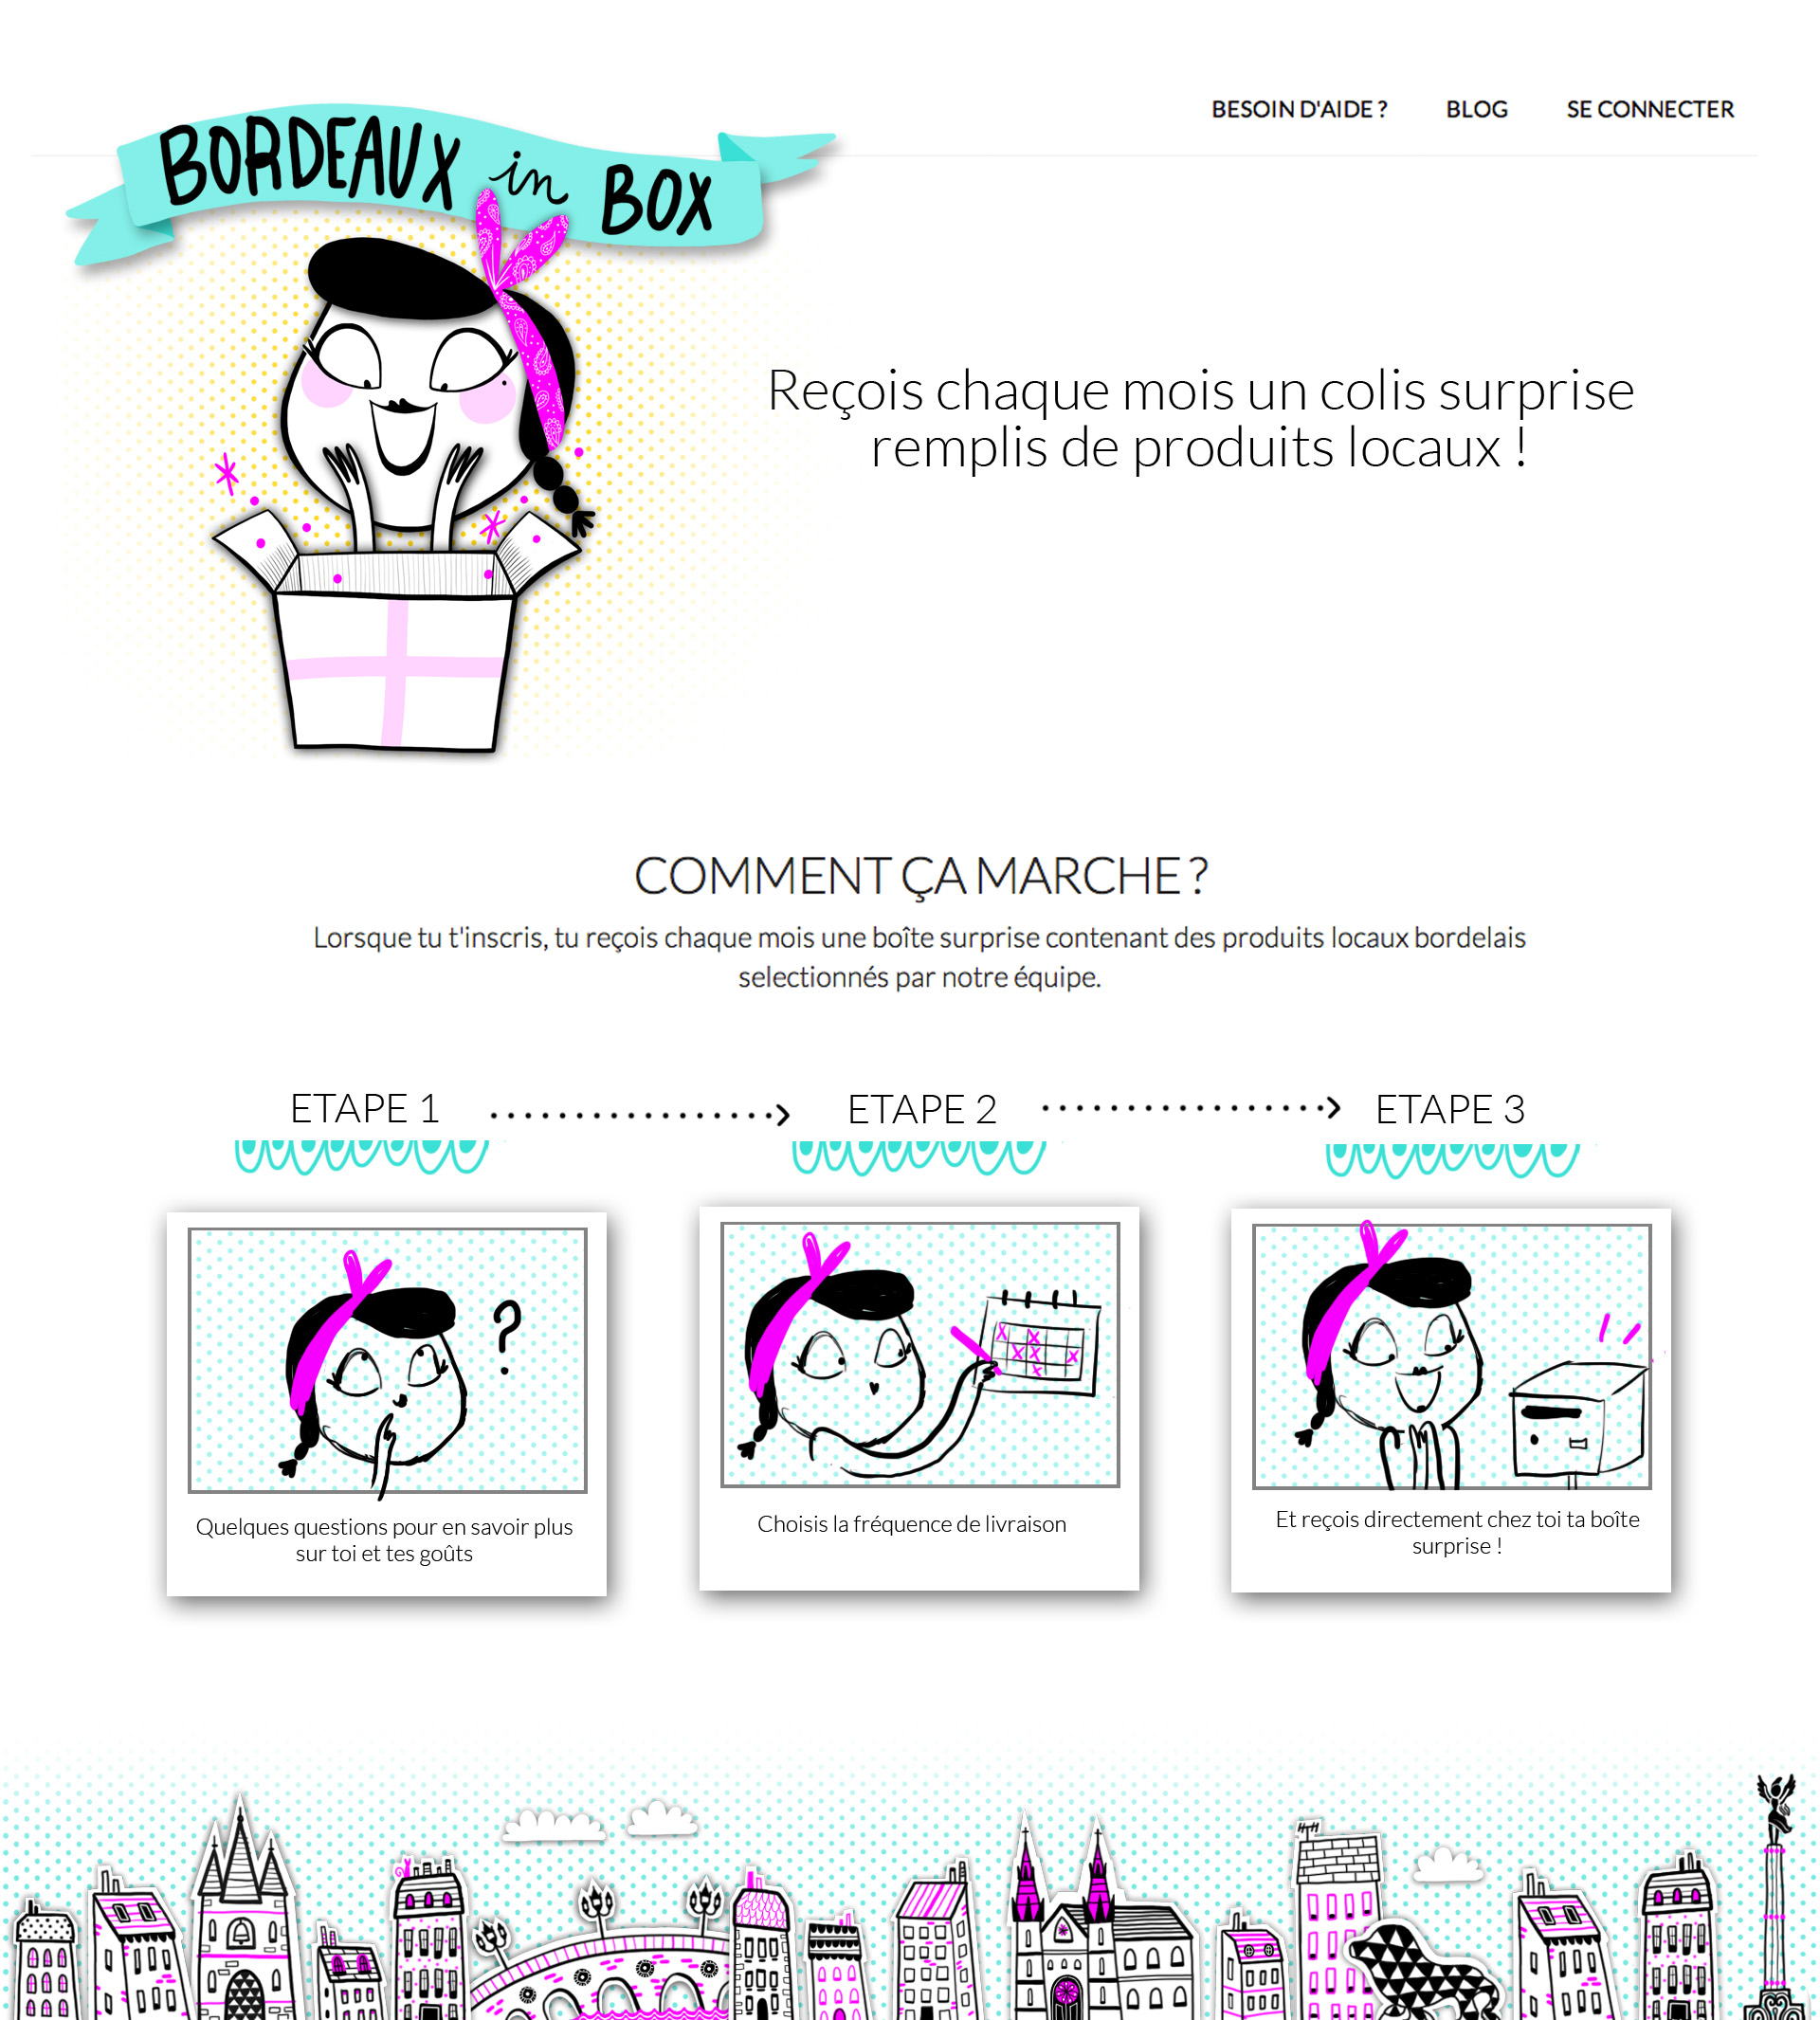 BESOIN D'AIDE ?
BLOG
SE CONNECTER
BORDEAUX in BOX
Reçois chaque mois un colis surprise
remplis de produits locaux !
COMMENT ÇA MARCHE ?
Lorsque tu t'inscris, tu reçois chaque mois une boîte surprise contenant des produits locaux bordelais
selectionnés par notre équipe.
ETAPE 1
ETAPE 2
ETAPE 3
?
Quelques questions pour en savoir plus
sur toi et tes goûts
Choisis la fréquence de livraison
Et reçois directement chez toi ta boîte
surprise !